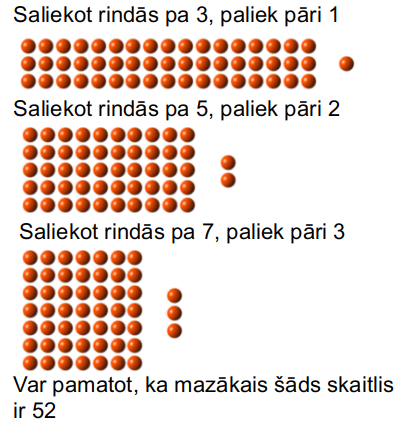 Saliekot rindās pa 3, paliek pāri 1
Saliekot rindās pa 5, paliek pāri 2
Saliekot rindās pa 7, paliek pāri 3
Var pamatot, ka mazākais šāds skaitlis
ir 52